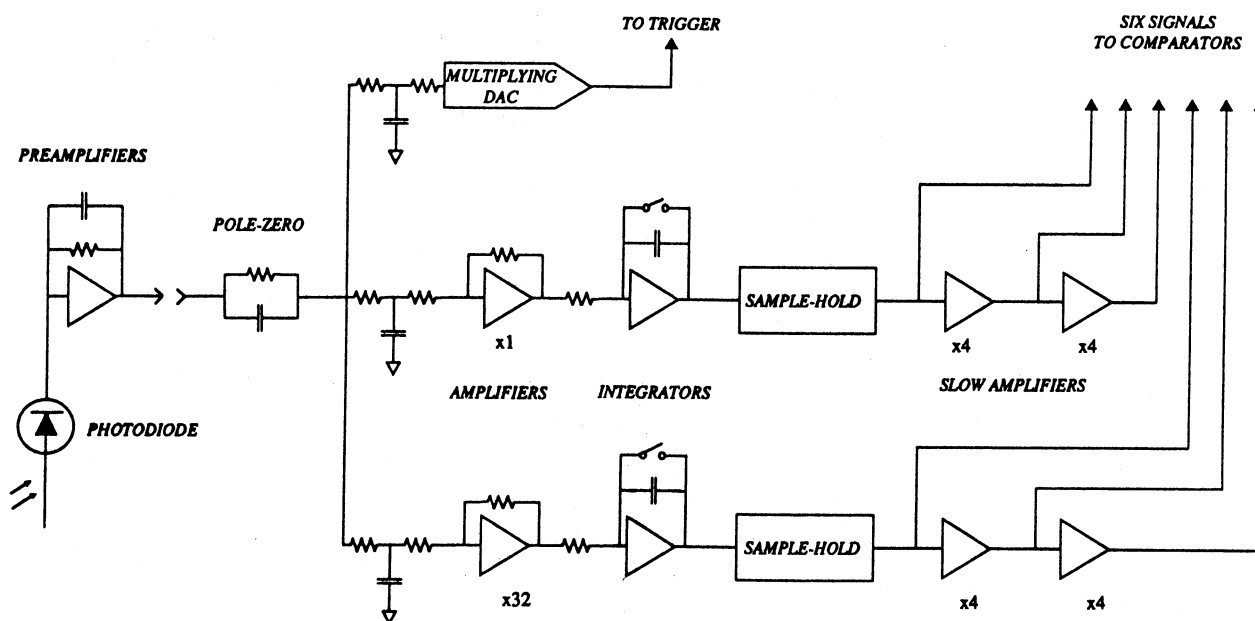 TO TRIGGER
SIX SIGNALS
TO COMPARATORS
MULTIPLYING
DAC
PREAMPLIFIERS
POLE-ZERO
SAMPLE-HOLD
x1
x4
x4
AMPLIFIERS
INTEGRATORS
SLOW AMPLIFIERS
PHOTODIODE
SAMPLE-HOLD
x32
x4
x4